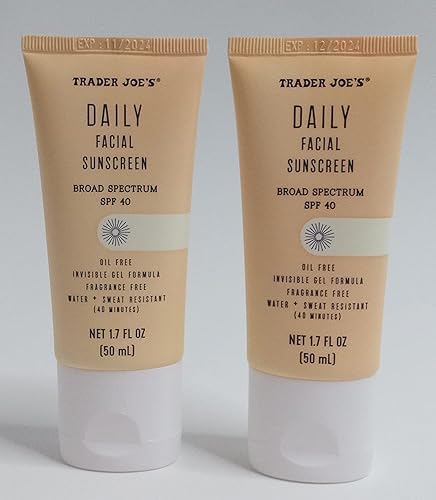 EXP: 11/2024
TRADER JOE'S®
DAILY
FACIAL
SUNSCREEN
BROAD SPECTRUM
SPF 40
OIL FREE
INVISIBLE GEL FORMULA
FRAGRANCE FREE
WATER + SWEAT RESISTANT
(40 MINUTES)
NET 1.7 FL OZ
(50 mL)
EXP: 12/2024
TRADER JOE'S®
DAILY
FACIAL
SUNSCREEN
BROAD SPECTRUM
SPF 40
OIL FREE
INVISIBLE GEL FORMULA
FRAGRANCE FREE
WATER + SWEAT RESISTANT
(40 MINUTES)
NET 1.7 FL OZ
(50 mL)